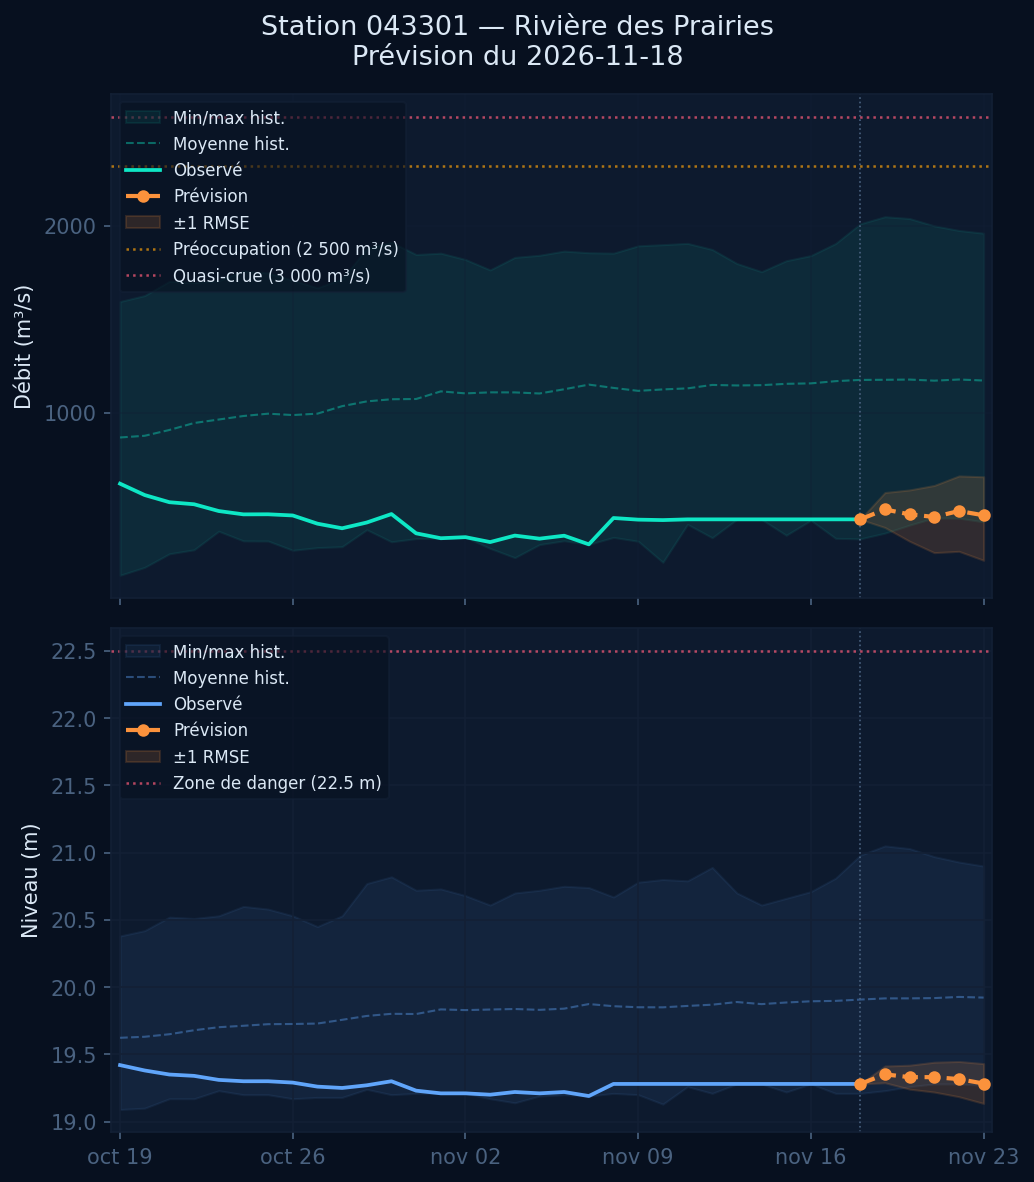 Station 043301 — Rivière des Prairies
Prévision du 2026-11-18
Min/max hist.
Moyenne hist.
Observé
Prévision
±1 RMSE
Préoccupation (2 500 m³/s)
Quasi-crue (3 000 m³/s)
2000
1000
Débit (m³/s)
Min/max hist.
Moyenne hist.
Observé
Prévision
±1 RMSE
Zone de danger (22.5 m)
22.5
22.0
21.5
21.0
20.5
20.0
19.5
19.0
Niveau (m)
oct 19
oct 26
nov 02
nov 09
nov 16
nov 23